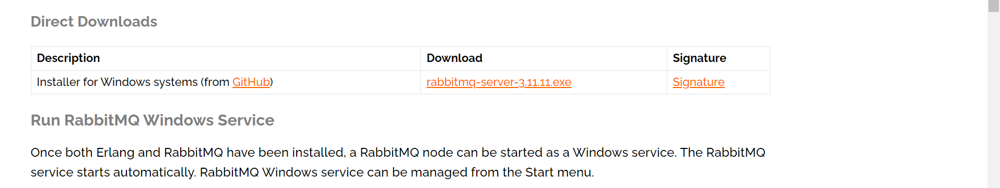 Direct Downloads
Description Download Signature
Installer for Windows systems (from GitHub) rabbitmq-server-3.11.11.exe Signature
Run RabbitMQ Windows Service
Once both Erlang and RabbitMQ have been installed, a RabbitMQ node can be started as a Windows service. The RabbitMQ
service starts automatically. RabbitMQ Windows service can be managed from the Start menu.